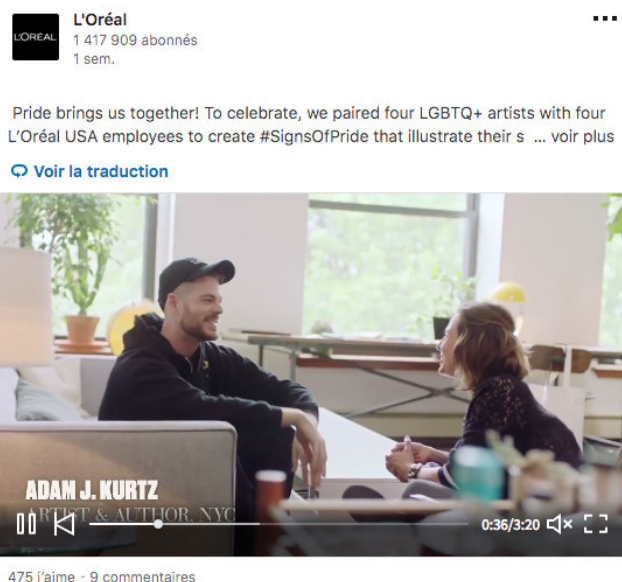 L'ORÉAL
L'Oréal
1 417 909 abonnés
1 sem.
Pride brings us together! To celebrate, we paired four LGBTQ+ artists with four
L'Oréal USA employees to create #SignsOfPride that illustrate their s ... voir plus
Voir la traduction
ADAM J. KURTZ
ARTIST & AUTHOR, NYC
0:36/3:20
475 j'aime · 9 commentaires